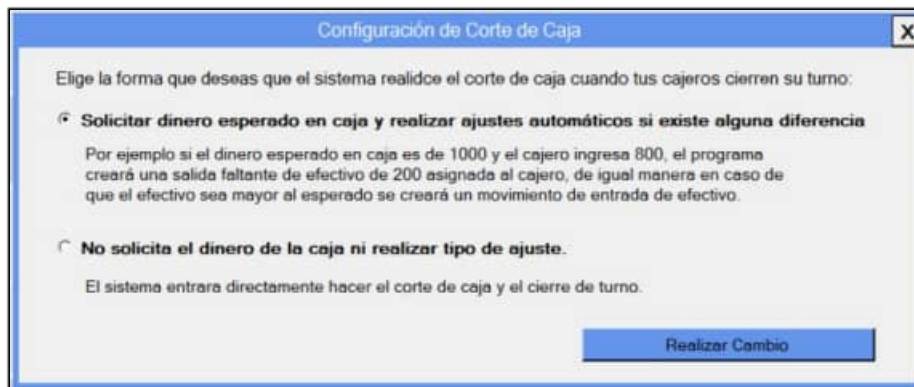 Configuración de Corte de Caja
X
Elige la forma que deseas que el sistema realidce el corte de caja cuando tus cajeros cierren su turno:
Solicitar dinero esperado en caja y realizar ajustes automáticos si existe alguna diferencia
Por ejemplo si el dinero esperado en caja es de 1000 y el cajero ingresa 800, el programa
creará una salida faltante de efectivo de 200 asignada al cajero, de igual manera en caso de
que el efectivo sea mayor al esperado se creará un movimiento de entrada de efectivo.
No solicita el dinero de la caja ni realizar tipo de ajuste.
El sistema entrara directamente hacer el corte de caja y el cierre de turno.
Realizar Cambio